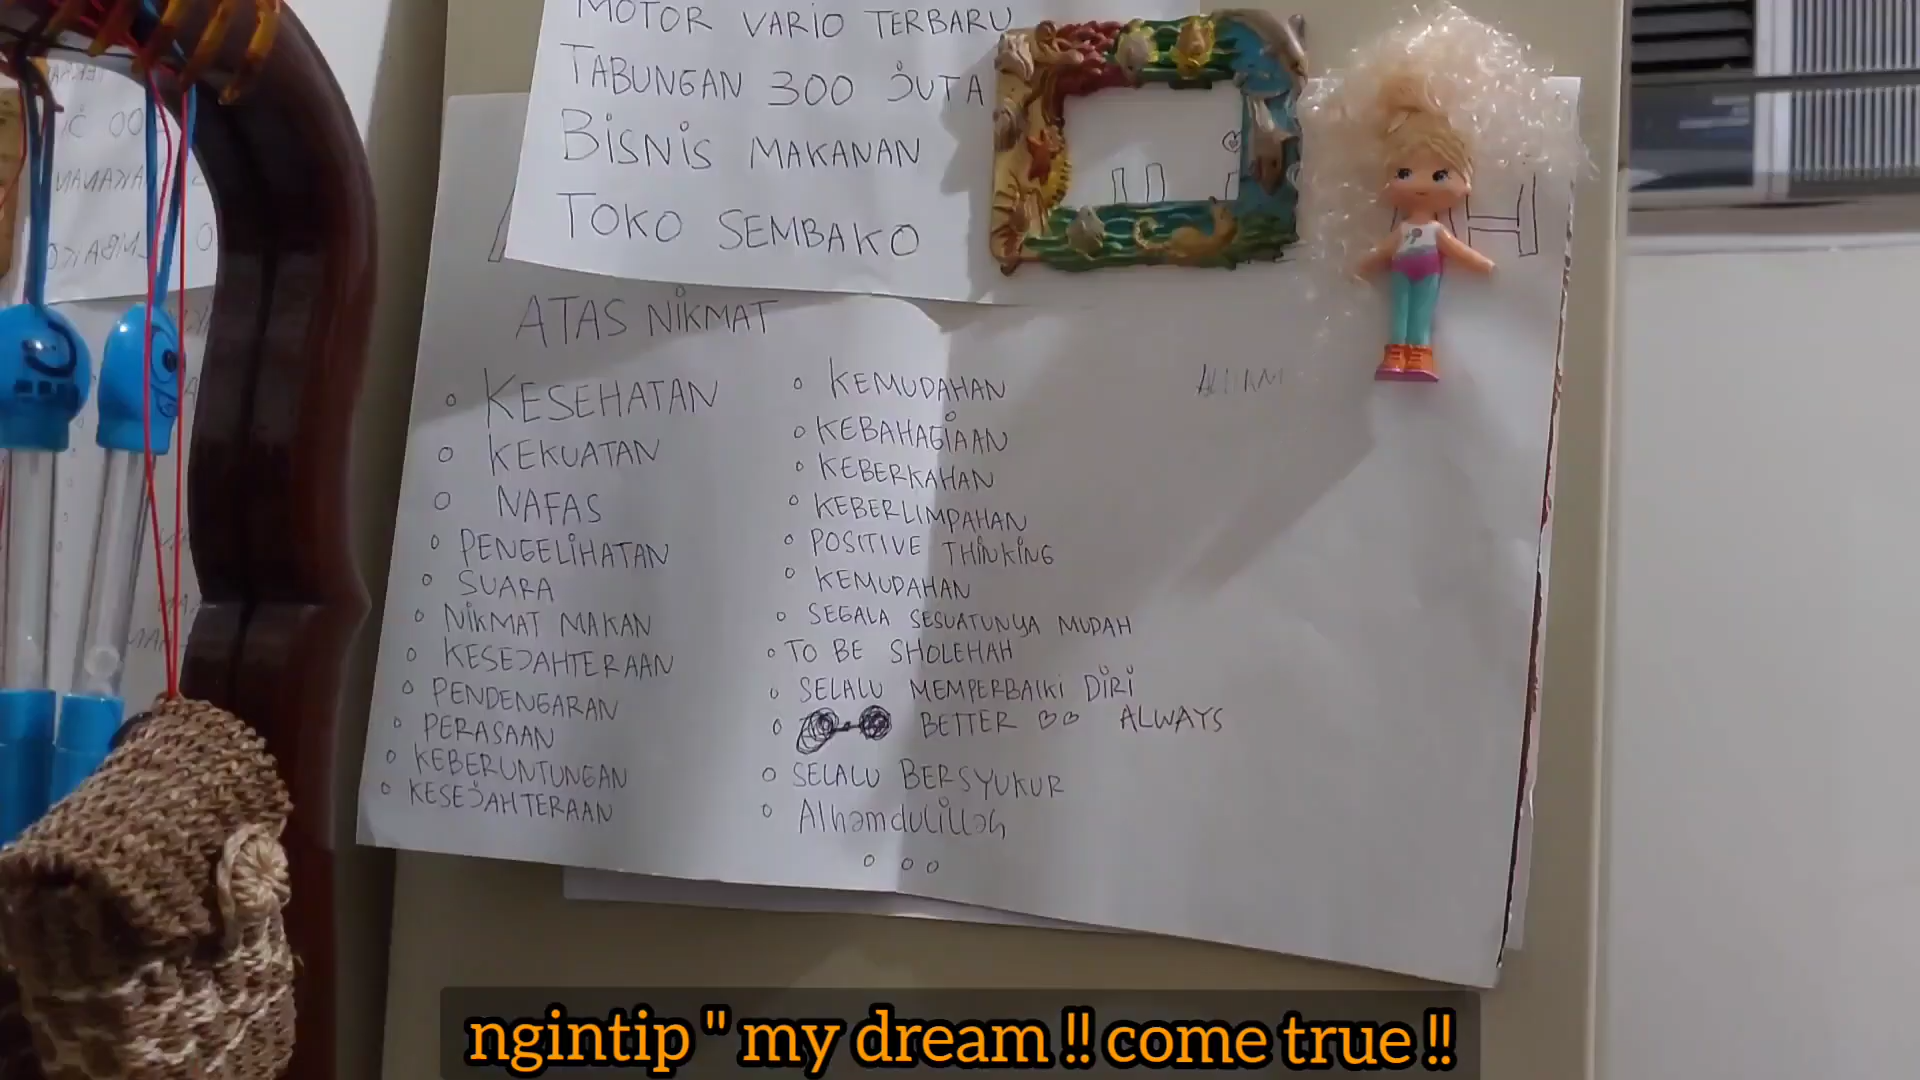 MOTOR VARIO TERBARU
TABUNGAN 300 JUTA
BISNIS MAKANAN
TOKO SEMBAKO
ATAS NIKMAT
KESEHATAN
KEKUATAN
NAFAS
PENGELIHATAN
SUARA
NIKMAT MAKAN
KESEJAHTERAAN
PENDENGARAN
PERASAAN
KEBERUNTUNGAN
KESEJAHTERAAN
KEMUDAHAN
KEBAHAGIAAN
KEBERKAHAN
KEBERLIMPAHAN
POSITIVE THINKING
KEMUDAHAN
SEGALA SESUATUNYA MUDAH
TO BE SHOLEHAH
SELALU MEMPERBAIKI DIRI
BETTER ♡♡ ALWAYS
SELALU BERSYUKUR
Alhamdulillah
ngintip " my dream !! come true !!